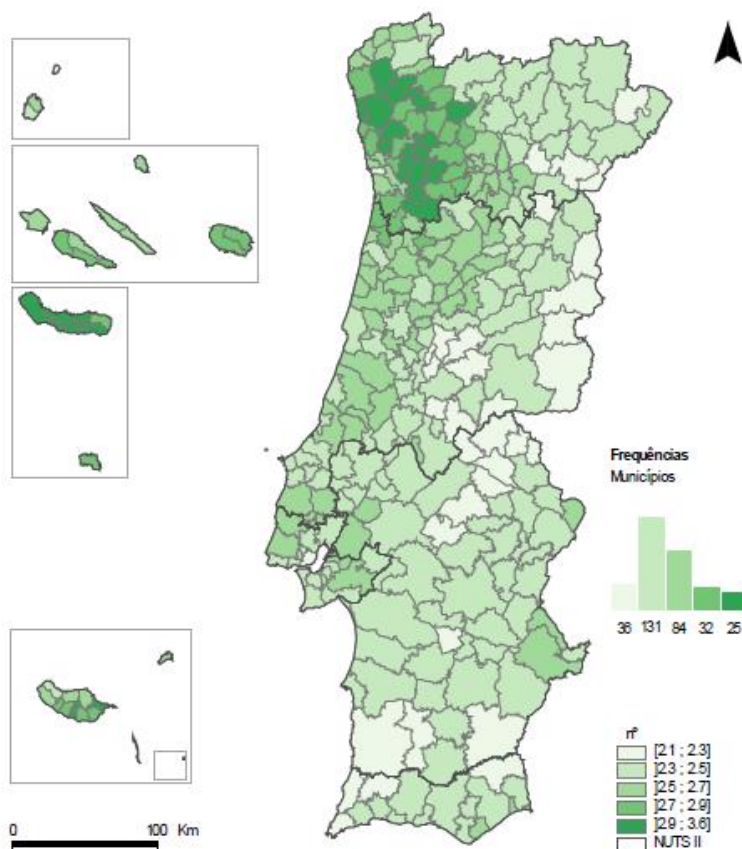 Frequências
Municípios
36 131 84 32 25
nº
[2.1 ; 2.3]
]2.3 ; 2.5]
]2.5 ; 2.7]
]2.7 ; 2.9]
]2.9 ; 3.6]
NUTS II
0 100 Km